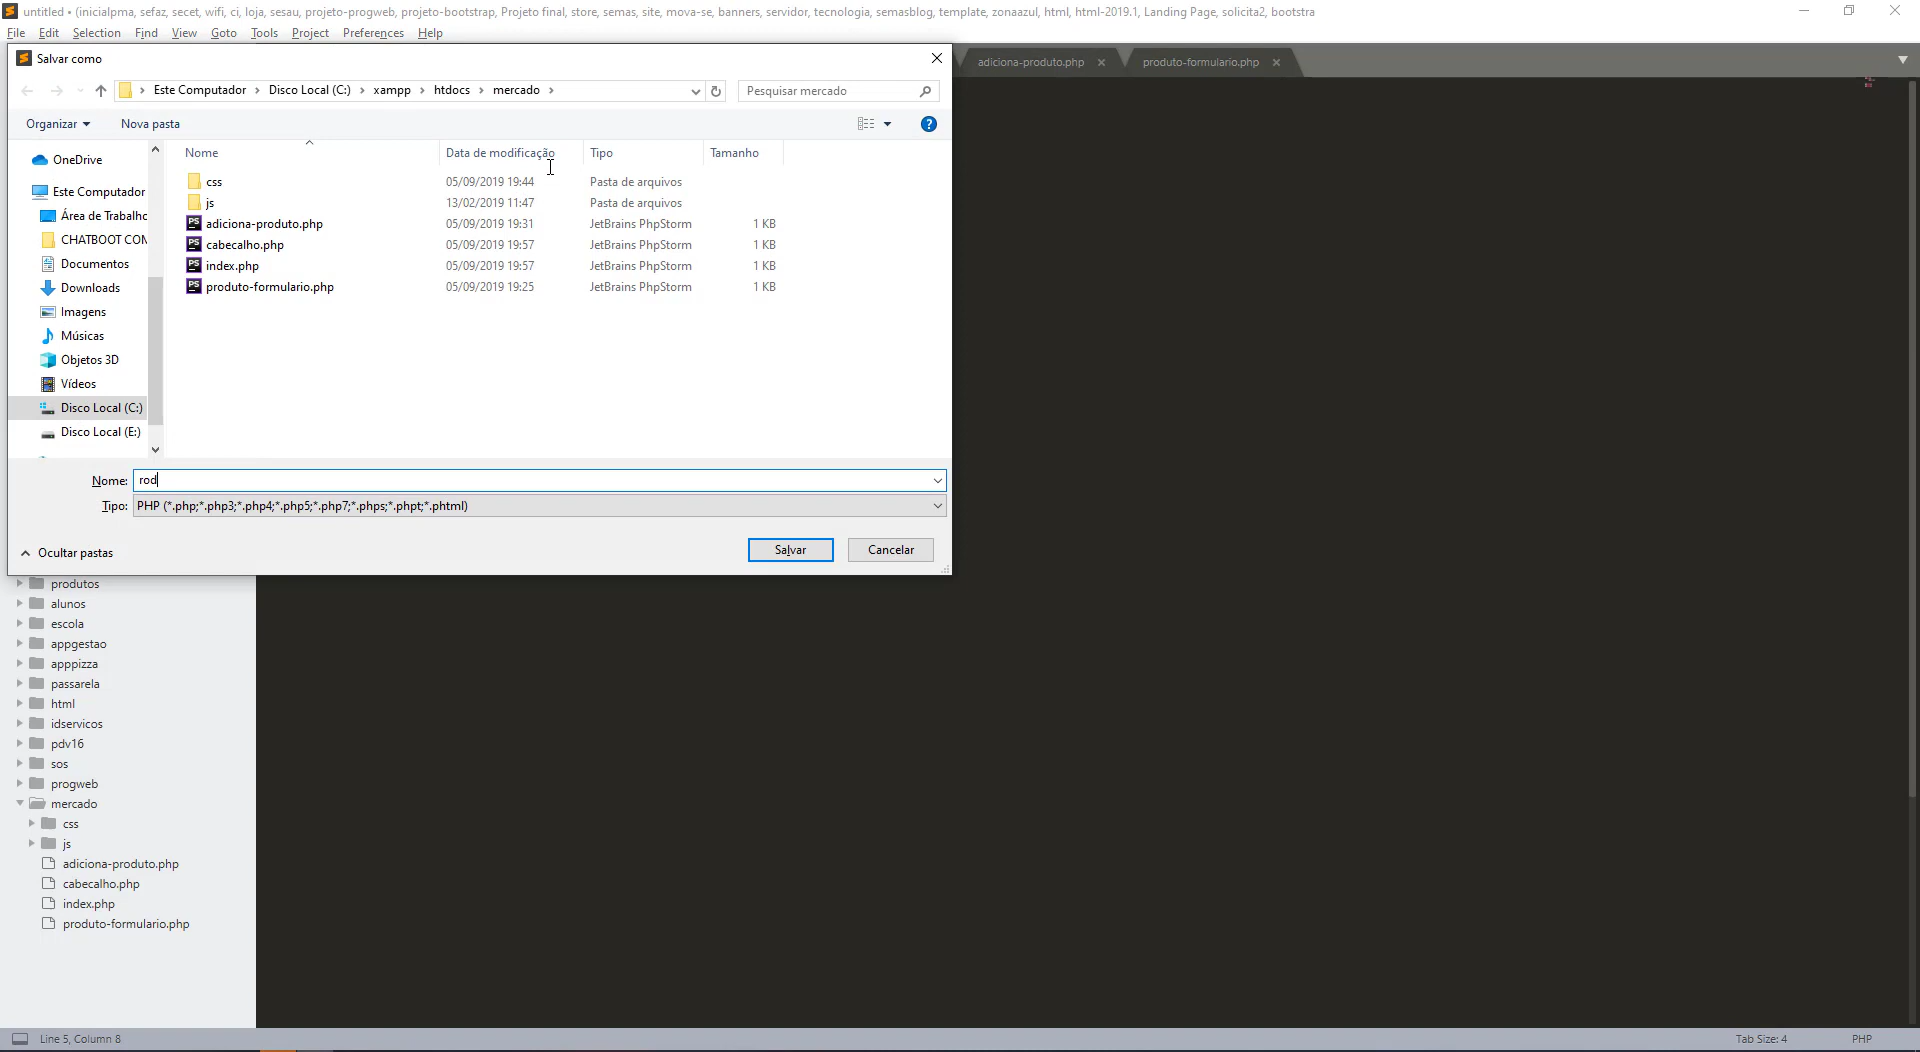 untitled • (inicialpma, sefaz, secet, wifi, ci, loja, sesau, projeto-progweb, projeto-bootstrap, Projeto final, store, semas, site, mova-se, banners, servidor, tecnologia, semasblog, template, zonaazul, html, html-2019.1, Landing Page, solicita2, bootstra
File Edit Selection Find View Goto Tools Project Preferences Help
Salvar como
adiciona-produto.php
produto-formulario.php
Este Computador > Disco Local (C:) > xampp > htdocs > mercado >
Pesquisar mercado
Organizar
Nova pasta
OneDrive
Este Computador
Área de Trabalho
CHATBOOT COM
Documentos
Downloads
Imagens
Músicas
Objetos 3D
Vídeos
Disco Local (C:)
Disco Local (E:)
Nome Data de modificação Tipo Tamanho
css 05/09/2019 19:44 Pasta de arquivos
js 13/02/2019 11:47 Pasta de arquivos
adiciona-produto.php 05/09/2019 19:31 JetBrains PhpStorm 1 KB
cabecalho.php 05/09/2019 19:57 JetBrains PhpStorm 1 KB
index.php 05/09/2019 19:57 JetBrains PhpStorm 1 KB
produto-formulario.php 05/09/2019 19:25 JetBrains PhpStorm 1 KB
Nome: rod
Tipo: PHP (*.php;*.php3;*.php4;*.php5;*.php7;*.phps;*.phpt;*.phtml)
Ocultar pastas
Salvar
Cancelar
produtos
alunos
escola
appgestao
apppizza
passarela
html
idservicos
pdv16
sos
progweb
mercado
css
js
adiciona-produto.php
cabecalho.php
index.php
produto-formulario.php
Line 5, Column 8
Tab Size: 4
PHP